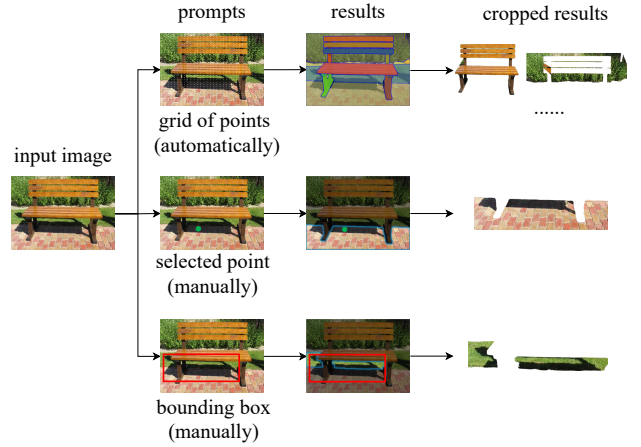 prompts
results
cropped results
grid of points
(automatically)
......
input image
selected point
(manually)
bounding box
(manually)